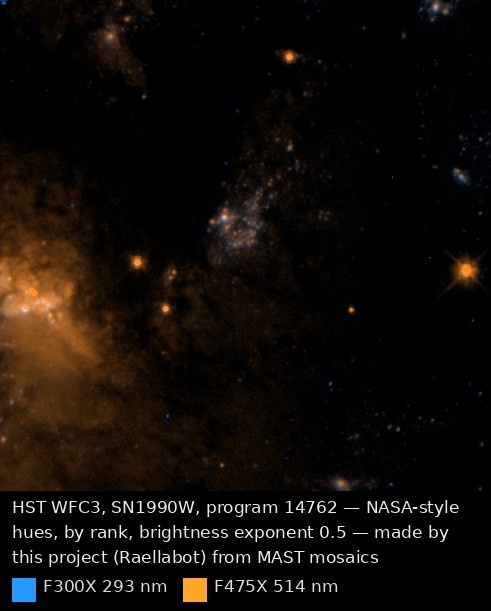 HST WFC3, SN1990W, program 14762 — NASA-style
hues, by rank, brightness exponent 0.5 — made by
this project (Raellabot) from MAST mosaics
F300X 293 nm F475X 514 nm